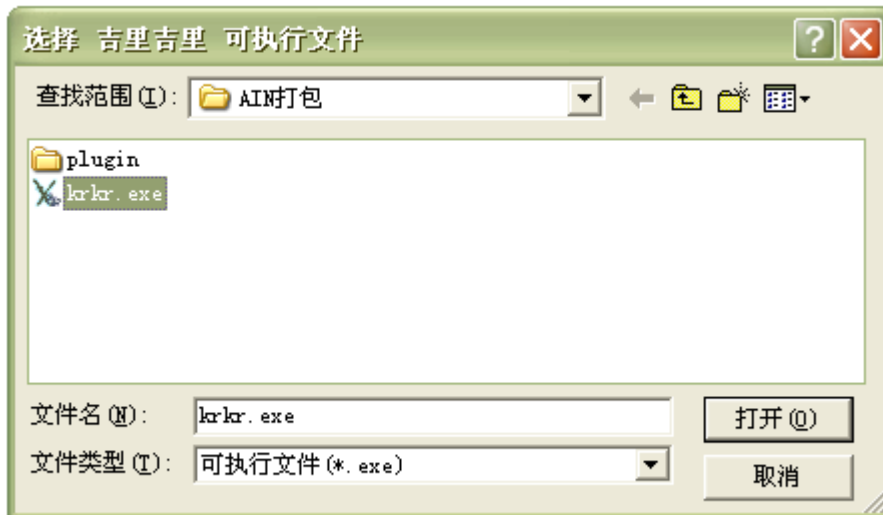 选择 吉里吉里 可执行文件
查找范围(I): AIN打包
plugin
krkr.exe
文件名(N): krkr.exe 打开(O)
文件类型(T): 可执行文件(*.exe) 取消